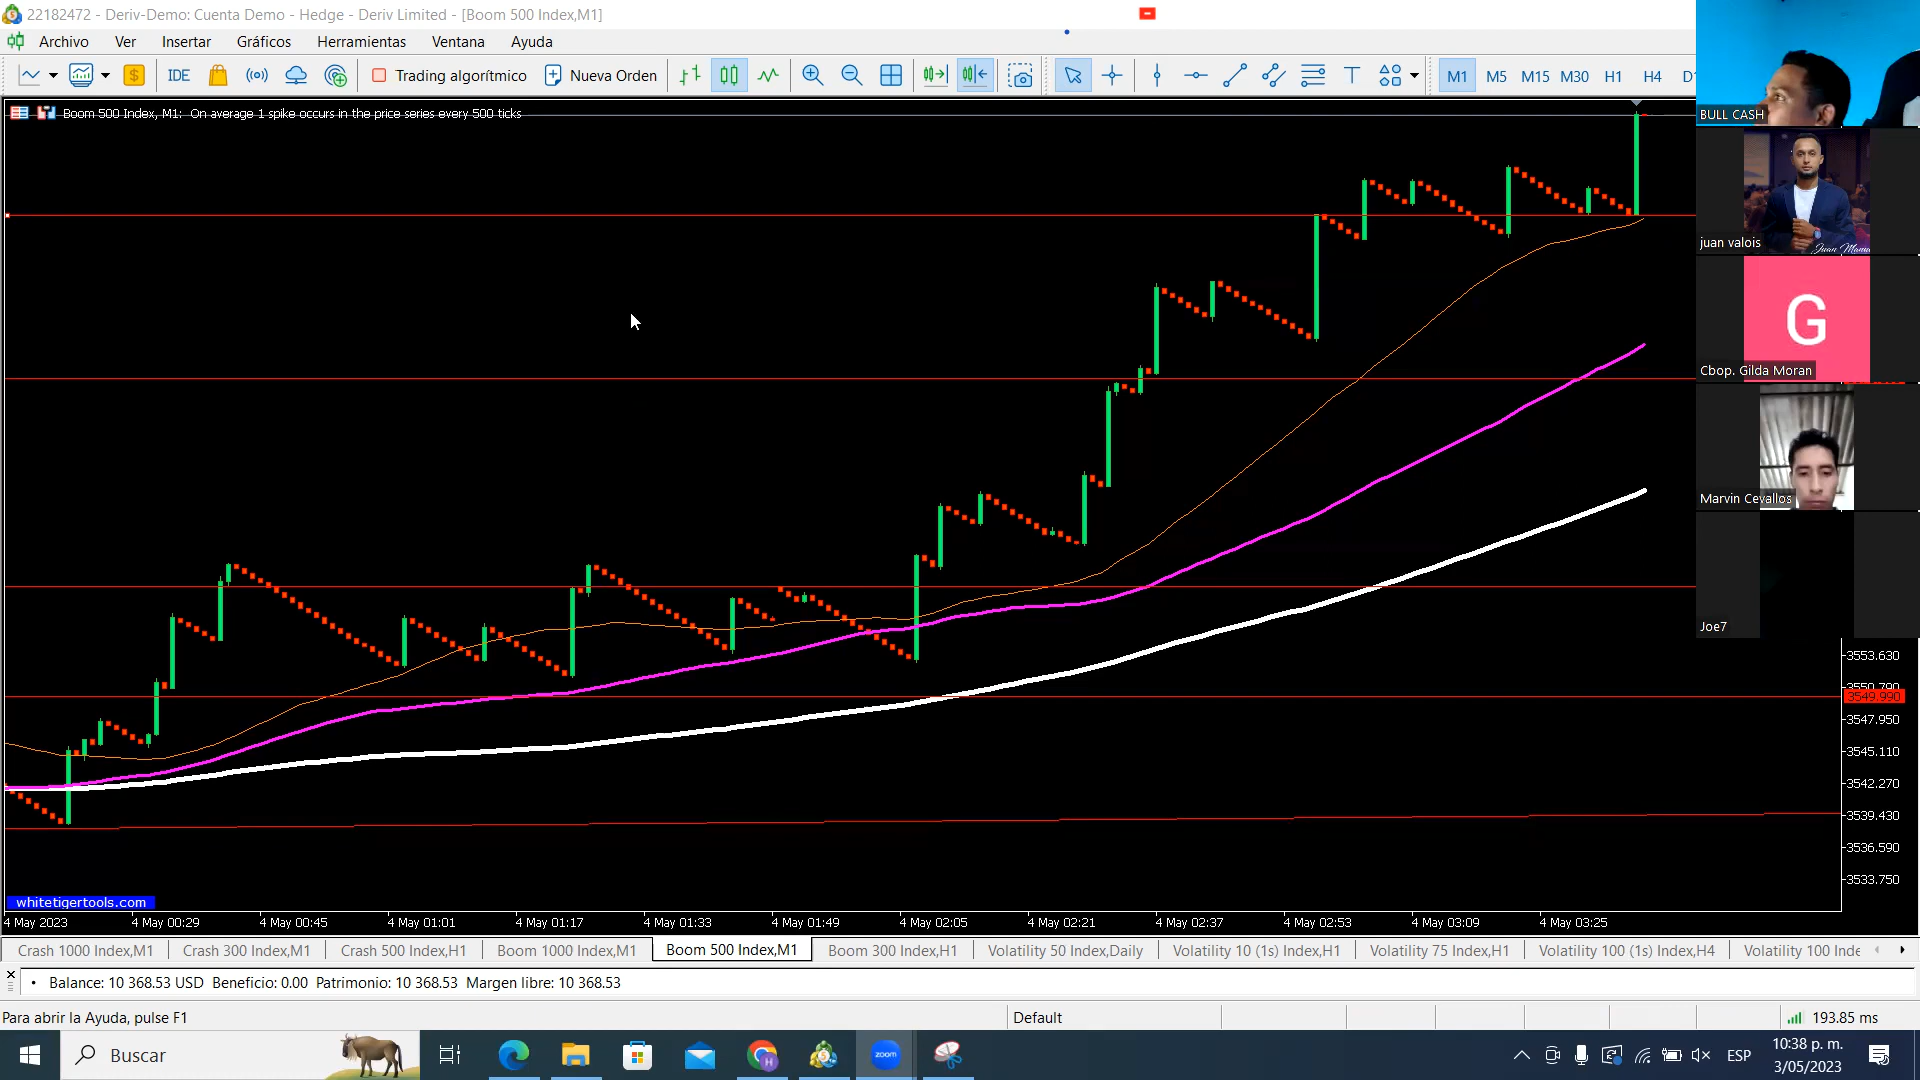 22182472 - Deriv-Demo: Cuenta Demo - Hedge - Deriv Limited - [Boom 500 Index,M1]
Archivo Ver Insertar Gráficos Herramientas Ventana Ayuda
IDE Trading algorítmico Nueva Orden M1 M5 M15 M30 H1 H4
Boom 500 Index, M1: On average 1 spike occurs in the price series every 500 ticks
BULL CASH
juan valois
G
Cbop. Gilda Moran
Marvin Cevallos
Joe7
3553.630
3550.790
3549.990
3547.950
3545.110
3542.270
3539.430
3536.590
3533.750
whitetigertools.com
4 May 2023 4 May 00:29 4 May 00:45 4 May 01:01 4 May 01:17 4 May 01:33 4 May 01:49 4 May 02:05 4 May 02:21 4 May 02:37 4 May 02:53 4 May 03:09 4 May 03:25
Crash 1000 Index,M1 Crash 300 Index,M1 Crash 500 Index,H1 Boom 1000 Index,M1 Boom 500 Index,M1 Boom 300 Index,H1 Volatility 50 Index,Daily Volatility 10 (1s) Index,H1 Volatility 75 Index,H1 Volatility 100 (1s) Index,H4 Volatility 100 Inde
Balance: 10 368.53 USD Beneficio: 0.00 Patrimonio: 10 368.53 Margen libre: 10 368.53
Para abrir la Ayuda, pulse F1 Default 193.85 ms
Buscar zoom ESP 10:38 p. m.
3/05/2023